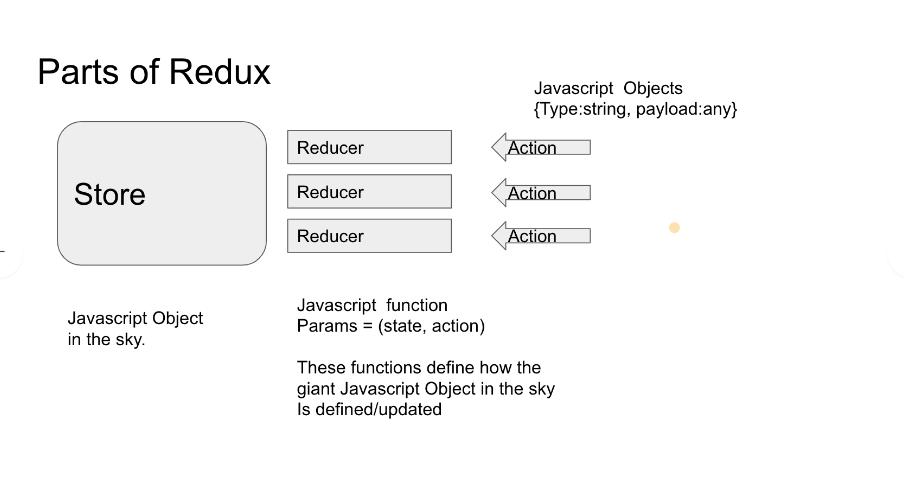 Parts of Redux
Javascript  Objects
{Type:string, payload:any}
Store
Reducer
Action
Reducer
Action
Reducer
Action
Javascript Object
in the sky.
Javascript  function
Params = (state, action)
These functions define how the
giant Javascript Object in the sky
Is defined/updated